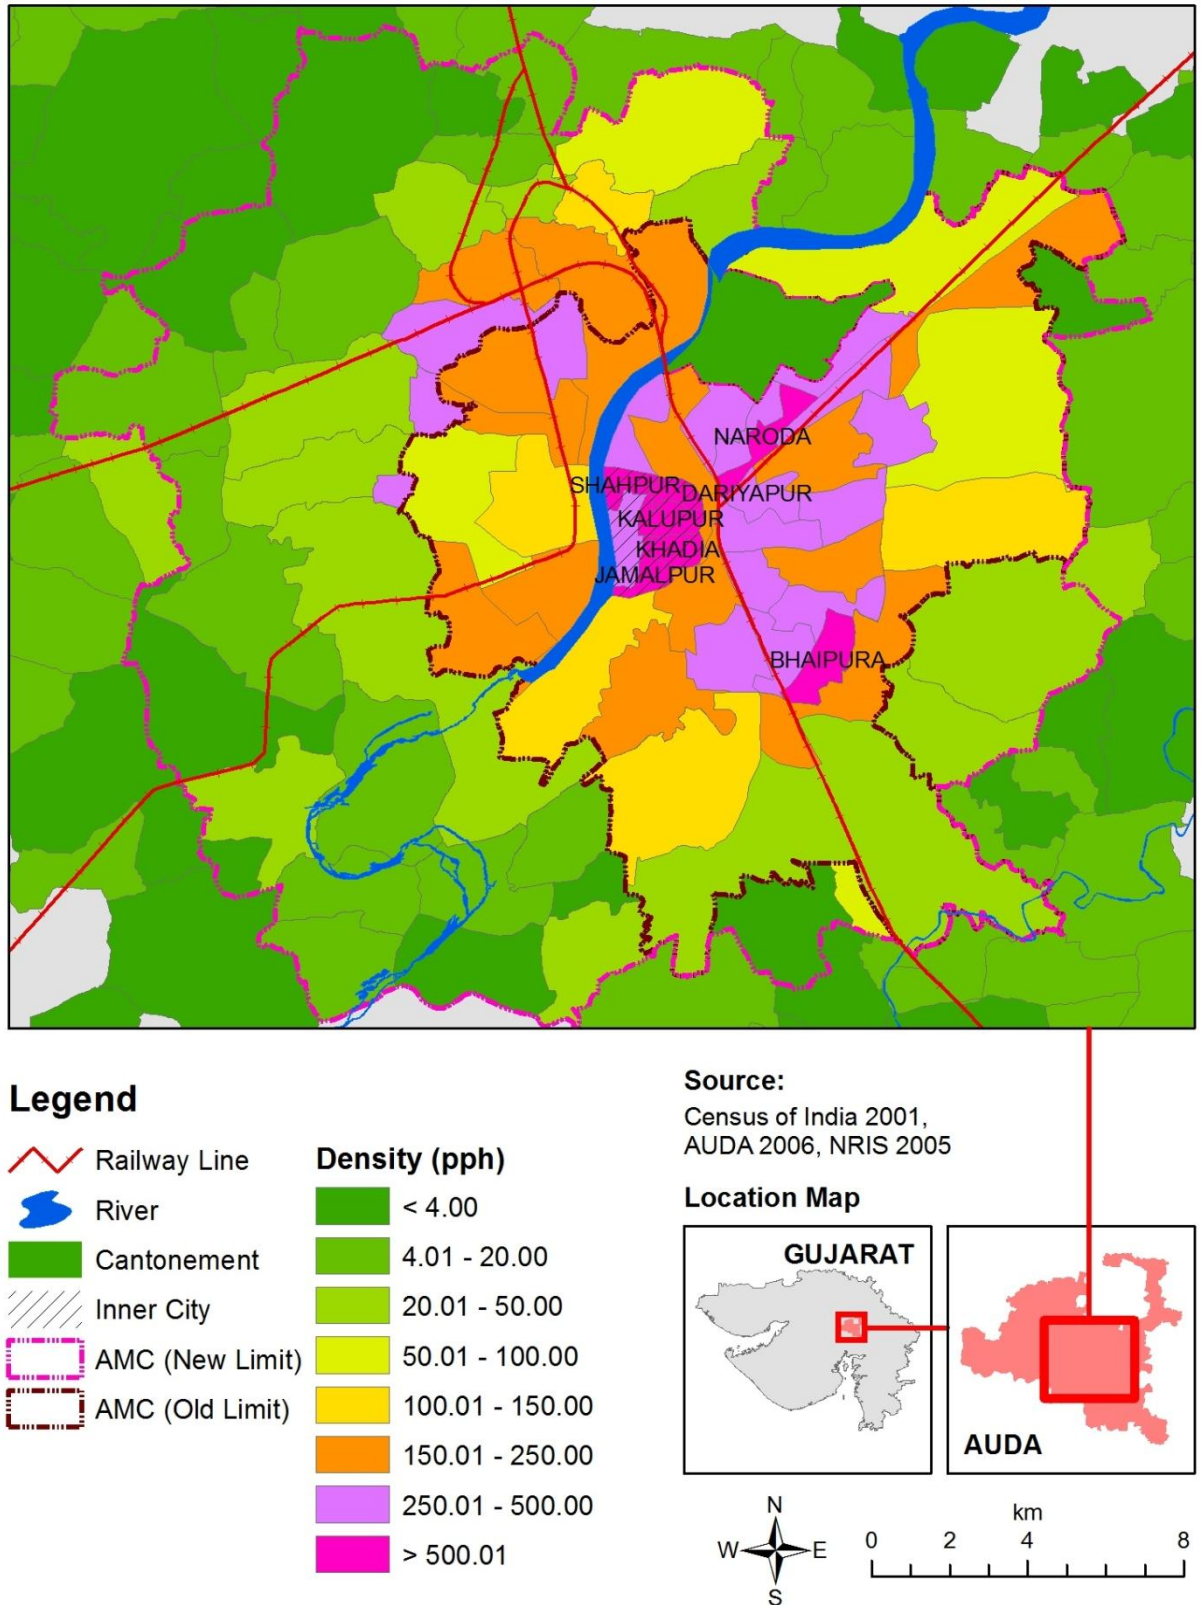 NARODA
SHAHPUR
DARIYAPUR
KALUPUR
KHADIA
JAMALPUR
BHAIPURA
Legend
Railway Line
River
Cantonement
Inner City
AMC (New Limit)
AMC (Old Limit)
Density (pph)
< 4.00
4.01 - 20.00
20.01 - 50.00
50.01 - 100.00
100.01 - 150.00
150.01 - 250.00
250.01 - 500.00
> 500.01
Source:
Census of India 2001,
AUDA 2006, NRIS 2005
Location Map
GUJARAT
AUDA
N
W E
S
km
0 2 4 8